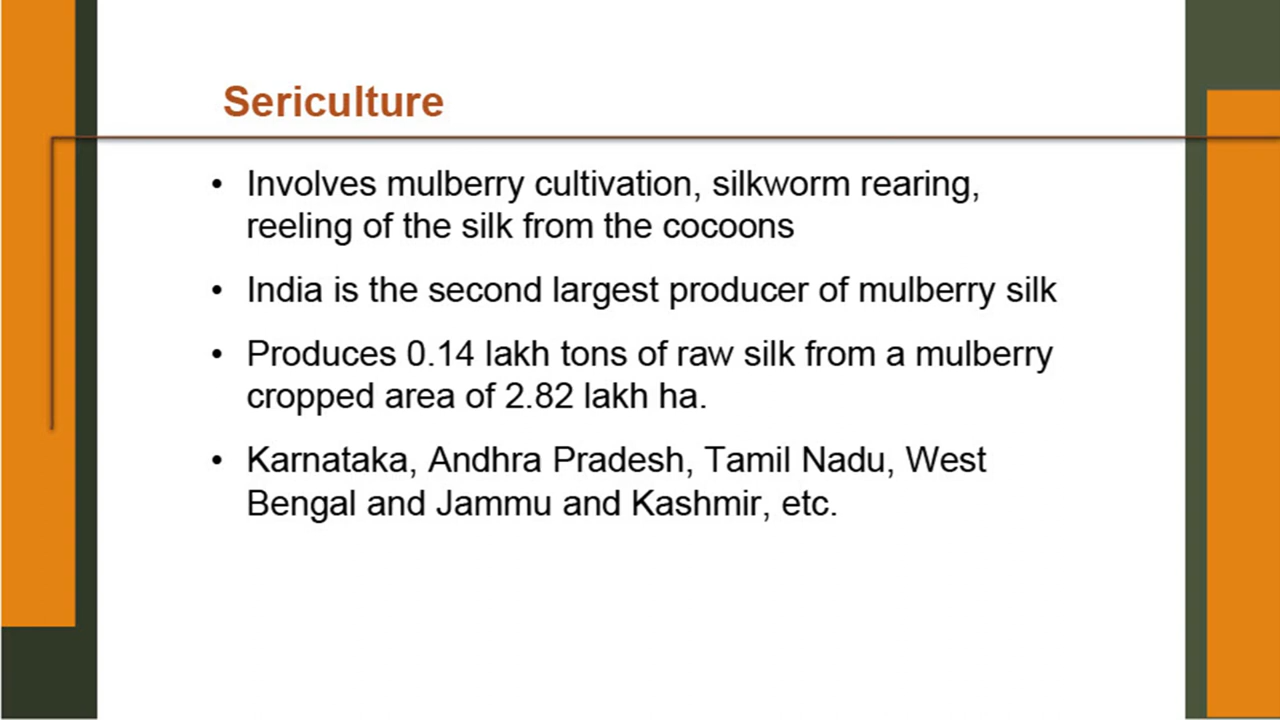 Sericulture
• Involves mulberry cultivation, silkworm rearing,
reeling of the silk from the cocoons
• India is the second largest producer of mulberry silk
• Produces 0.14 lakh tons of raw silk from a mulberry
cropped area of 2.82 lakh ha.
• Karnataka, Andhra Pradesh, Tamil Nadu, West
Bengal and Jammu and Kashmir, etc.